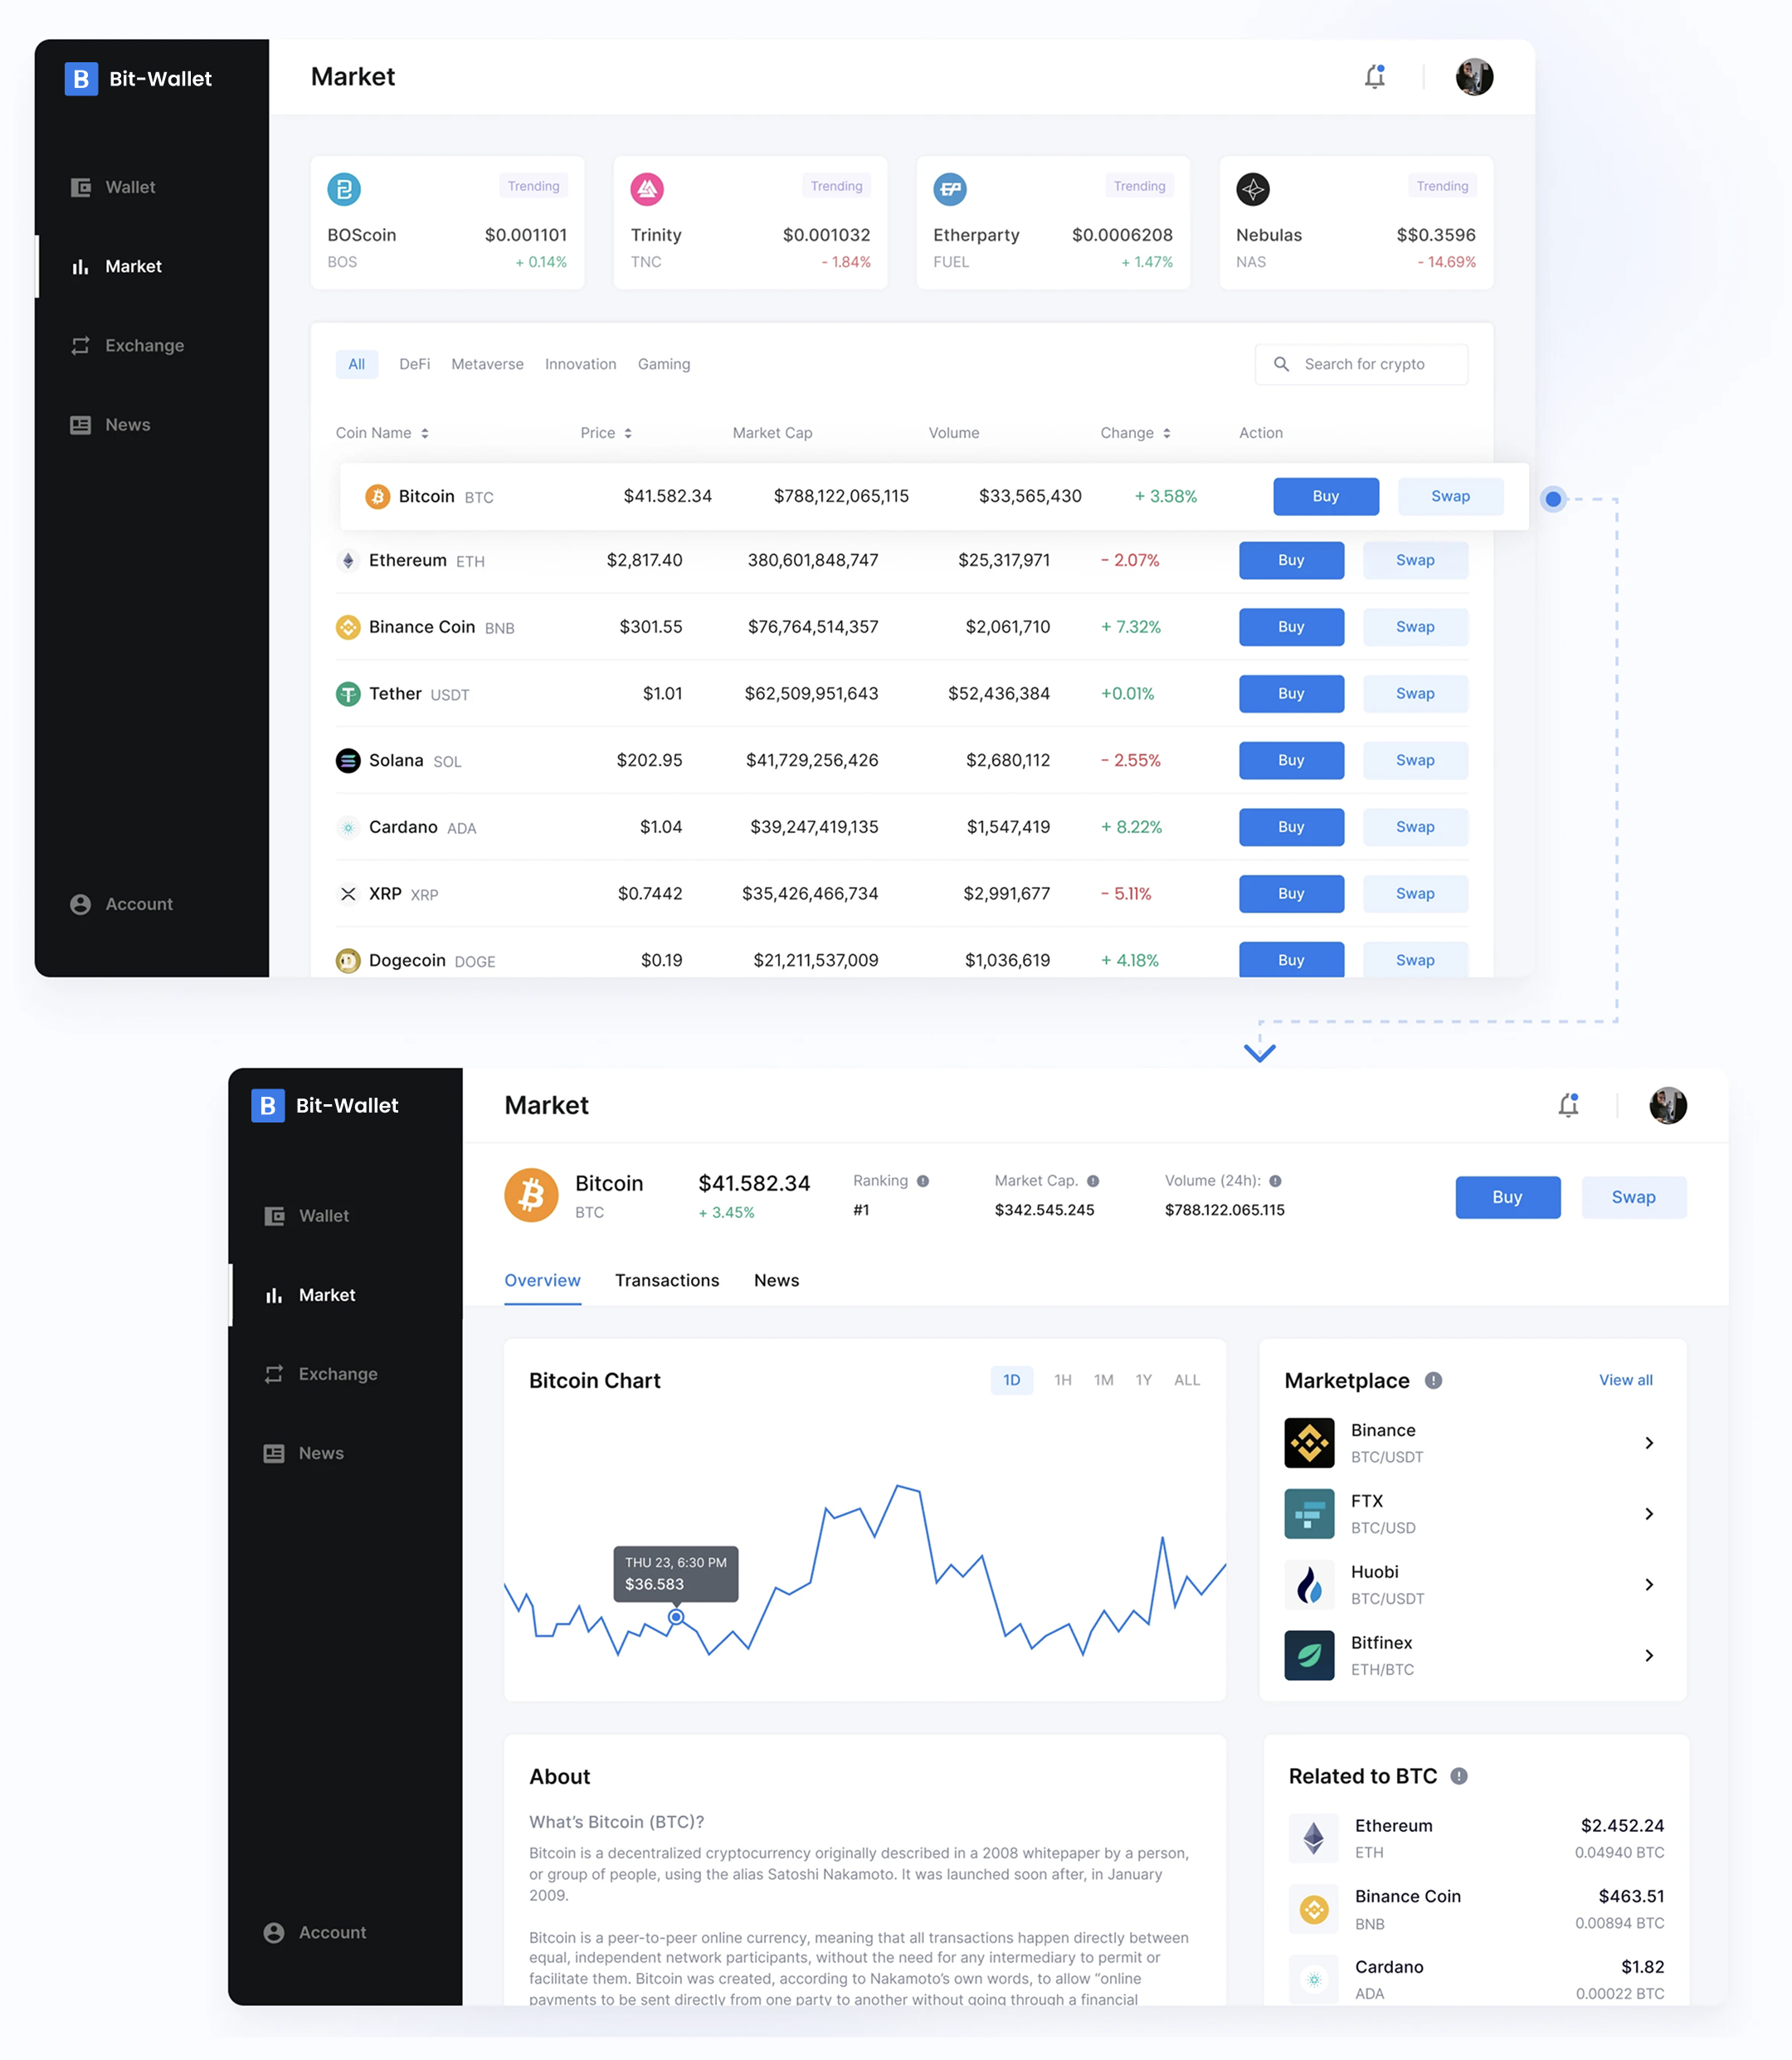 B Bit-Wallet
Market
Wallet
Market
Exchange
News
Account
Trending
BOScoin $0.001101
BOS + 0.14%
Trending
Trinity $0.001032
TNC - 1.84%
Trending
Etherparty $0.0006208
FUEL + 1.47%
Trending
Nebulas $$0.3596
NAS - 14.69%
All DeFi Metaverse Innovation Gaming Search for crypto
Coin Name Price Market Cap Volume Change Action
Bitcoin BTC $41.582.34 $788,122,065,115 $33,565,430 + 3.58% Buy Swap
Ethereum ETH $2,817.40 380,601,848,747 $25,317,971 - 2.07% Buy Swap
Binance Coin BNB $301.55 $76,764,514,357 $2,061,710 + 7.32% Buy Swap
Tether USDT $1.01 $62,509,951,643 $52,436,384 +0.01% Buy Swap
Solana SOL $202.95 $41,729,256,426 $2,680,112 - 2.55% Buy Swap
Cardano ADA $1.04 $39,247,419,135 $1,547,419 + 8.22% Buy Swap
XRP XRP $0.7442 $35,426,466,734 $2,991,677 - 5.11% Buy Swap
Dogecoin DOGE $0.19 $21,211,537,009 $1,036,619 + 4.18% Buy Swap
B Bit-Wallet
Market
Wallet
Market
Exchange
News
Account
Bitcoin $41.582.34 Ranking Market Cap. Volume (24h): Buy Swap
BTC + 3.45% #1 $342.545.245 $788.122.065.115
Overview Transactions News
Bitcoin Chart 1D 1H 1M 1Y ALL
THU 23, 6:30 PM
$36.583
Marketplace View all
Binance
BTC/USDT
FTX
BTC/USD
Huobi
BTC/USDT
Bitfinex
ETH/BTC
About
What’s Bitcoin (BTC)?
Bitcoin is a decentralized cryptocurrency originally described in a 2008 whitepaper by a person,
or group of people, using the alias Satoshi Nakamoto. It was launched soon after, in January
2009.
Bitcoin is a peer-to-peer online currency, meaning that all transactions happen directly between
equal, independent network participants, without the need for any intermediary to permit or
facilitate them. Bitcoin was created, according to Nakamoto’s own words, to allow “online
payments to be sent directly from one party to another without going through a financial
Related to BTC
Ethereum $2.452.24
ETH 0.04940 BTC
Binance Coin $463.51
BNB 0.00894 BTC
Cardano $1.82
ADA 0.00022 BTC